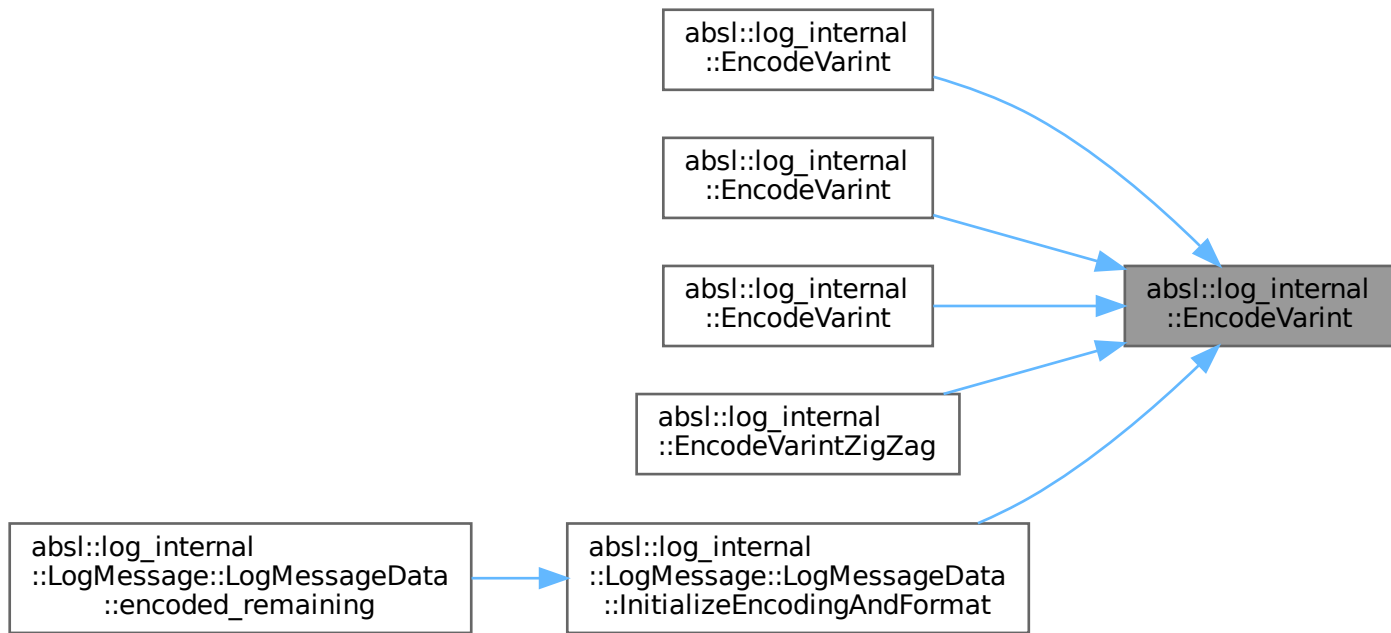 absl::log_internal
::EncodeVarint
absl::log_internal
::EncodeVarint
absl::log_internal
::EncodeVarint
absl::log_internal
::EncodeVarint
absl::log_internal
::EncodeVarintZigZag
absl::log_internal
::LogMessage::LogMessageData
::encoded_remaining
absl::log_internal
::LogMessage::LogMessageData
::InitializeEncodingAndFormat